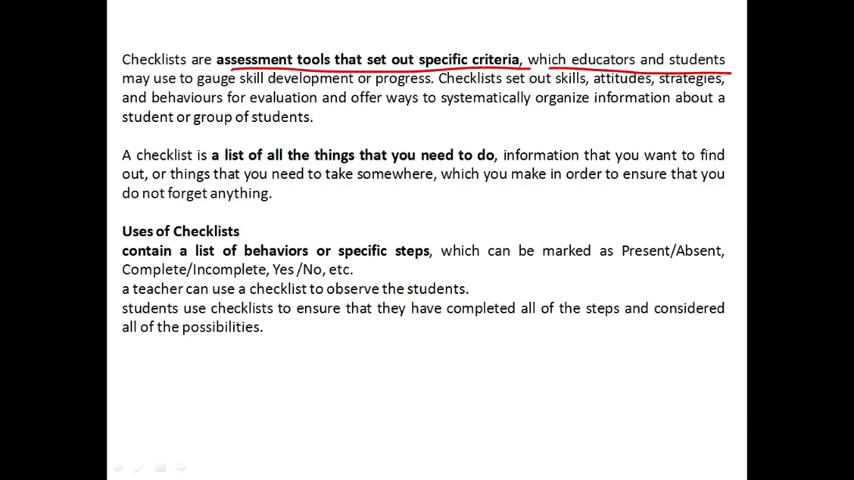 Checklists are assessment tools that set out specific criteria, which educators and students
may use to gauge skill development or progress. Checklists set out skills, attitudes, strategies,
and behaviours for evaluation and offer ways to systematically organize information about a
student or group of students.
A checklist is a list of all the things that you need to do, information that you want to find
out, or things that you need to take somewhere, which you make in order to ensure that you
do not forget anything.
Uses of Checklists
contain a list of behaviors or specific steps, which can be marked as Present/Absent,
Complete/Incomplete, Yes /No, etc.
a teacher can use a checklist to observe the students.
students use checklists to ensure that they have completed all of the steps and considered
all of the possibilities.